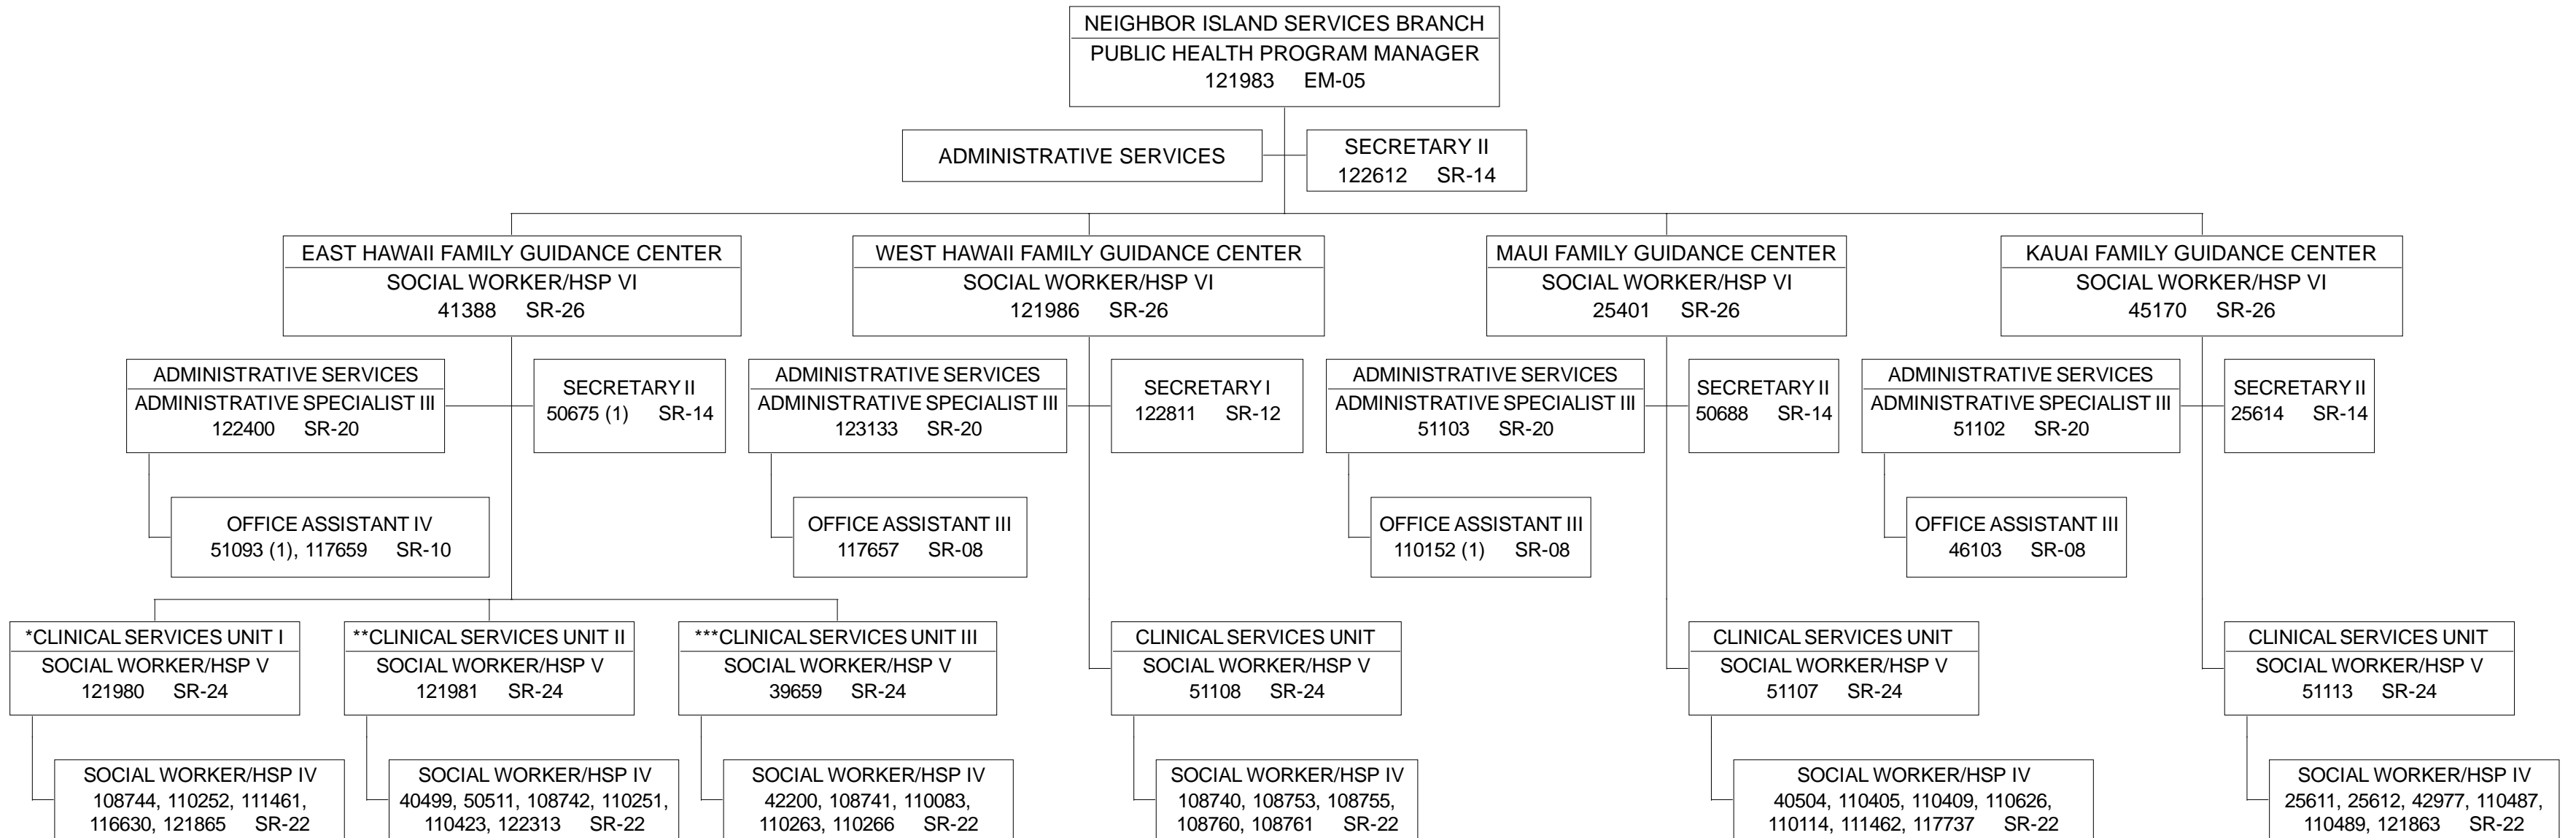 NEIGHBOR ISLAND SERVICES BRANCH
PUBLIC HEALTH PROGRAM MANAGER
121983 EM-05
ADMINISTRATIVE SERVICES
SECRETARY II
122612 SR-14
EAST HAWAII FAMILY GUIDANCE CENTER
SOCIAL WORKER/HSP VI
41388 SR-26
WEST HAWAII FAMILY GUIDANCE CENTER
SOCIAL WORKER/HSP VI
121986 SR-26
MAUI FAMILY GUIDANCE CENTER
SOCIAL WORKER/HSP VI
25401 SR-26
KAUAI FAMILY GUIDANCE CENTER
SOCIAL WORKER/HSP VI
45170 SR-26
ADMINISTRATIVE SERVICES
ADMINISTRATIVE SPECIALIST III
122400 SR-20
SECRETARY II
50675 (1) SR-14
ADMINISTRATIVE SERVICES
ADMINISTRATIVE SPECIALIST III
123133 SR-20
SECRETARY I
122811 SR-12
ADMINISTRATIVE SERVICES
ADMINISTRATIVE SPECIALIST III
51103 SR-20
SECRETARY II
50688 SR-14
ADMINISTRATIVE SERVICES
ADMINISTRATIVE SPECIALIST III
51102 SR-20
SECRETARY II
25614 SR-14
OFFICE ASSISTANT IV
51093 (1), 117659 SR-10
OFFICE ASSISTANT III
117657 SR-08
OFFICE ASSISTANT III
110152 (1) SR-08
OFFICE ASSISTANT III
46103 SR-08
*CLINICAL SERVICES UNIT I
SOCIAL WORKER/HSP V
121980 SR-24
**CLINICAL SERVICES UNIT II
SOCIAL WORKER/HSP V
121981 SR-24
***CLINICAL SERVICES UNIT III
SOCIAL WORKER/HSP V
39659 SR-24
CLINICAL SERVICES UNIT
SOCIAL WORKER/HSP V
51108 SR-24
CLINICAL SERVICES UNIT
SOCIAL WORKER/HSP V
51107 SR-24
CLINICAL SERVICES UNIT
SOCIAL WORKER/HSP V
51113 SR-24
SOCIAL WORKER/HSP IV
108744, 110252, 111461,
116630, 121865 SR-22
SOCIAL WORKER/HSP IV
40499, 50511, 108742, 110251,
110423, 122313 SR-22
SOCIAL WORKER/HSP IV
42200, 108741, 110083,
110263, 110266 SR-22
SOCIAL WORKER/HSP IV
108740, 108753, 108755,
108760, 108761 SR-22
SOCIAL WORKER/HSP IV
40504, 110405, 110409, 110626,
110114, 111462, 117737 SR-22
SOCIAL WORKER/HSP IV
25611, 25612, 42977, 110487,
110489, 121863 SR-22